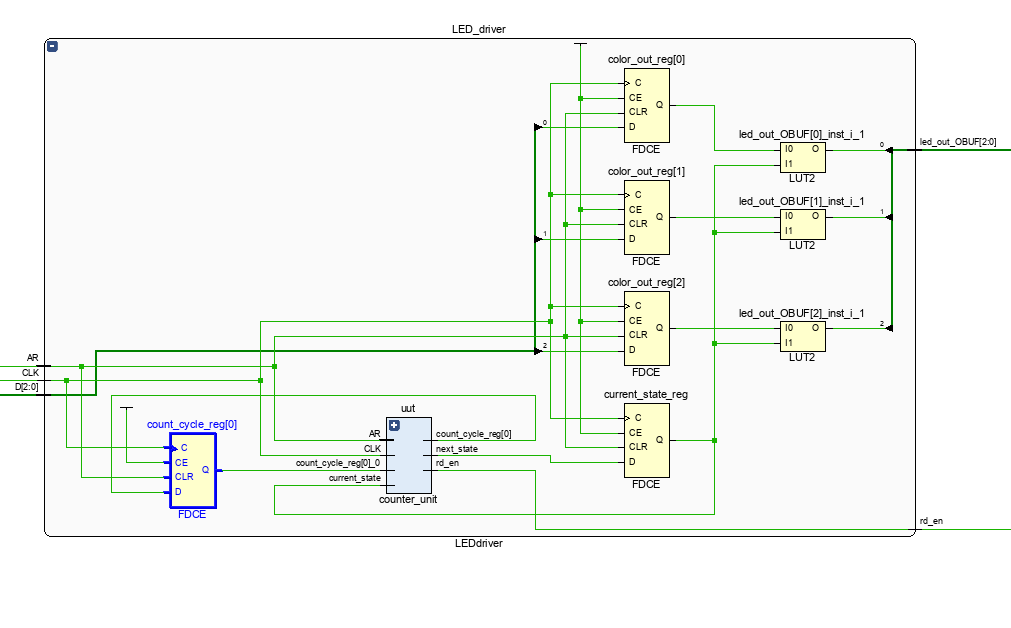 LED_driver
color_out_reg[0]
C
CE
CLR
D
Q
FDCE
0
led_out_OBUF[0]_inst_i_1
I0
O
I1
LUT2
0
led_out_OBUF[2:0]
color_out_reg[1]
C
CE
CLR
D
Q
FDCE
1
led_out_OBUF[1]_inst_i_1
I0
O
I1
LUT2
1
color_out_reg[2]
C
CE
CLR
D
Q
FDCE
2
led_out_OBUF[2]_inst_i_1
I0
O
I1
LUT2
2
AR
CLK
D[2:0]
count_cycle_reg[0]
C
CE
CLR
D
Q
FDCE
uut
AR
CLK
count_cycle_reg[0]_0
current_state
count_cycle_reg[0]
next_state
rd_en
counter_unit
current_state_reg
C
CE
CLR
D
Q
FDCE
rd_en
LEDdriver